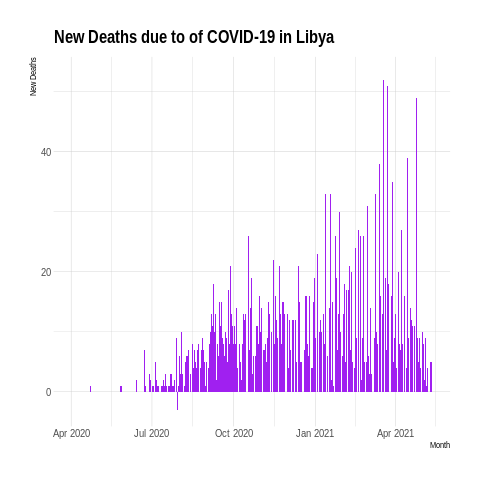 New Deaths due to of COVID-19 in Libya
New Deaths
40
20
0
Apr 2020
Jul 2020
Oct 2020
Jan 2021
Apr 2021
Month